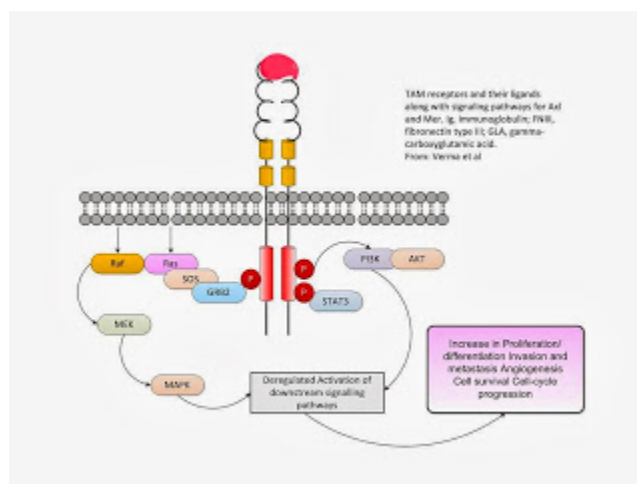 TAM receptors and their ligands
along with signaling pathways for Axl
and Mer. Ig, immunoglobulin; FNIII,
fibronectin type III; GLA, gamma-
carboxyglutamic acid.
From: Verma et al
Raf
Ras
SOS
GRB2
P
P
P
PI3K
AKT
STAT3
MEK
MAPK
Deregulated Activation of
downstream signalling
pathways
Increase in Proliferation/
differentiation Invasion and
metastasis Angiogenesis
Cell survival Cell-cycle
progression